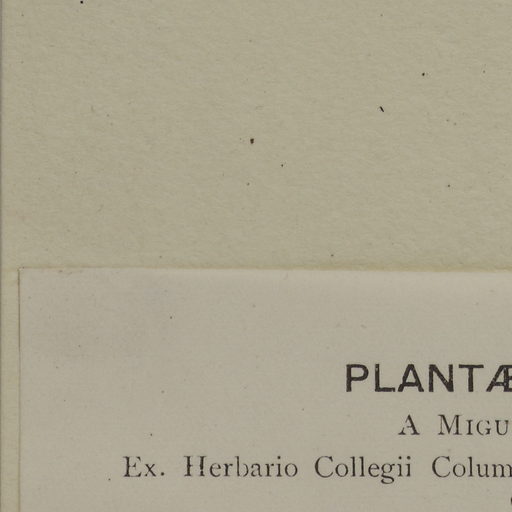 PLANTÆ
A MIGU
Ex. Herbario Collegii Colum